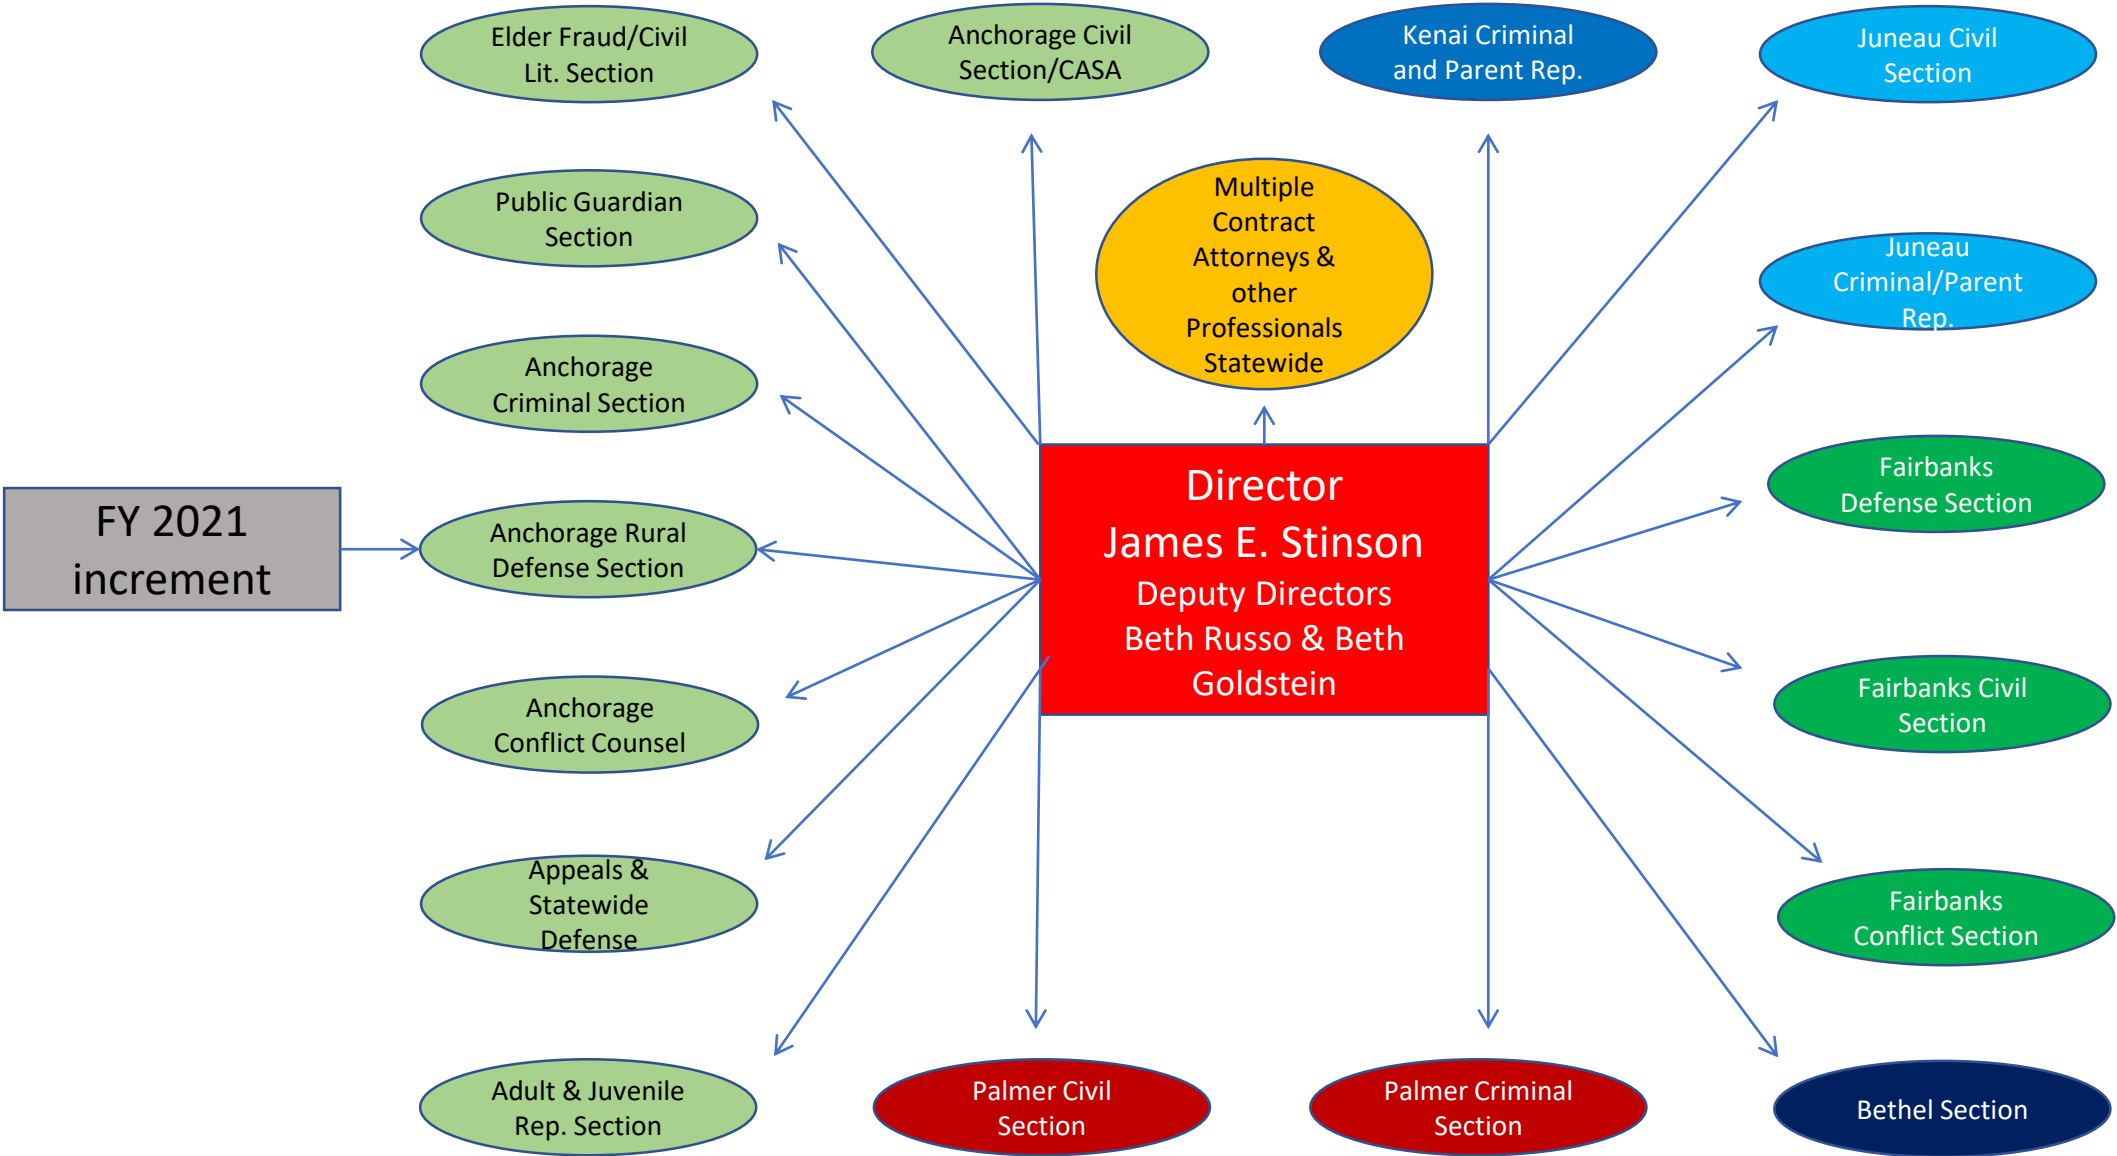 Elder Fraud/Civil
Lit. Section
Anchorage Civil
Section/CASA
Kenai Criminal
and Parent Rep.
Juneau Civil
Section
Public Guardian
Section
Multiple
Contract
Attorneys &
other
Professionals
Statewide
Juneau
Criminal/Parent
Rep.
Anchorage
Criminal Section
FY 2021
increment
Anchorage Rural
Defense Section
Director
James E. Stinson
Deputy Directors
Beth Russo & Beth
Goldstein
Fairbanks
Defense Section
Anchorage
Conflict Counsel
Fairbanks Civil
Section
Appeals &
Statewide
Defense
Fairbanks
Conflict Section
Adult & Juvenile
Rep. Section
Palmer Civil
Section
Palmer Criminal
Section
Bethel Section